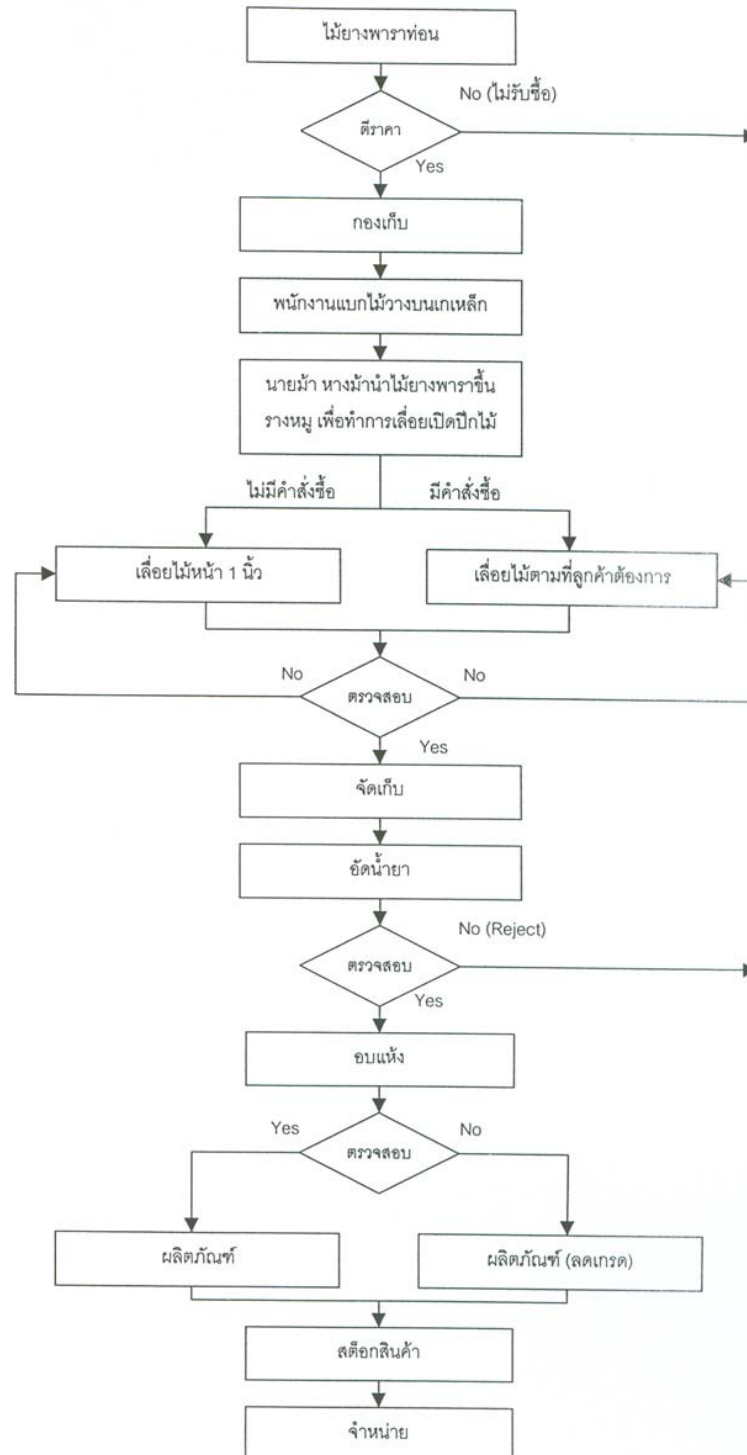 ไม้ยางพาราท่อน
No (ไม่รับซื้อ)
ตีราคา
Yes
กองเก็บ
พนักงานแบกไม้วางบนเกเหล็ก
นายม้า หางม้านำไม้ยางพาราขึ้น
รางหมู เพื่อทำการเลื่อยเปิดปีกไม้
ไม่มีคำสั่งซื้อ
มีคำสั่งซื้อ
เลื่อยไม้หน้า 1 นิ้ว
เลื่อยไม้ตามที่ลูกค้าต้องการ
No
ตรวจสอบ
No
Yes
จัดเก็บ
อัดน้ำยา
No (Reject)
ตรวจสอบ
Yes
อบแห้ง
Yes
ตรวจสอบ
No
ผลิตภัณฑ์
ผลิตภัณฑ์ (ลดเกรด)
สต็อกสินค้า
จำหน่าย